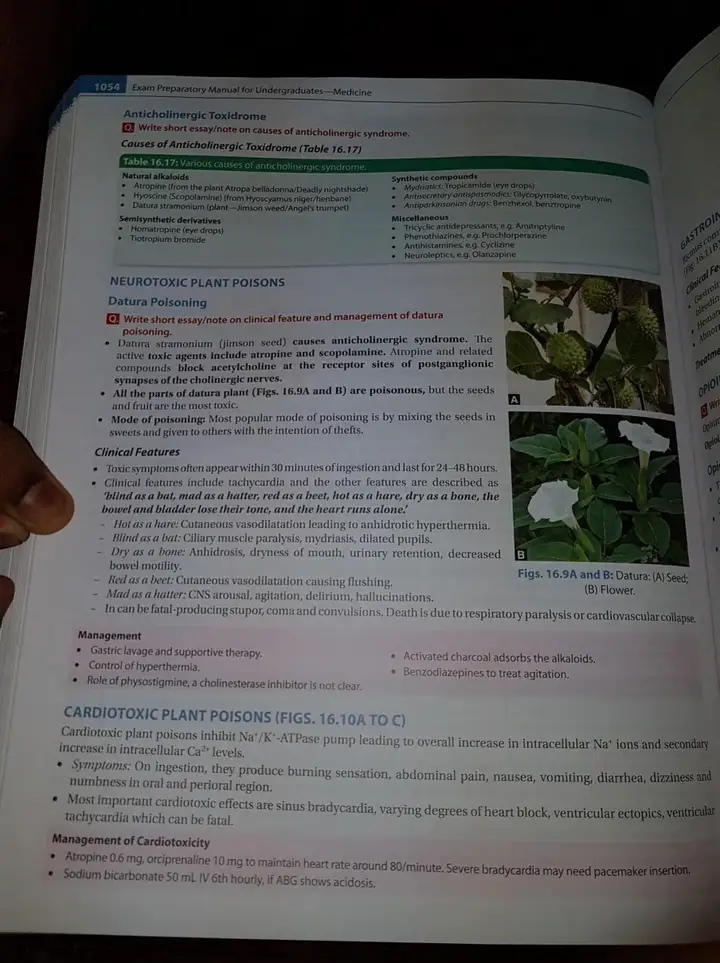 1054 Exam Preparatory Manual for Undergraduates—Medicine
Anticholinergic Toxidrome
Q Write short essay/note on causes of anticholinergic syndrome.
Causes of Anticholinergic Toxidrome (Table 16.17)
Table 16.17: Various causes of anticholinergic syndrome.
Natural alkaloids
• Atropine (from the plant Atropa belladonna/Deadly nightshade)
• Hyoscine (Scopolamine) (from Hyoscyamus niger/henbane)
• Datura stramonium (plant—Jimson weed/Angel's trumpet)
Semisynthetic derivatives
• Homatropine (eye drops)
• Tiotropium bromide
Synthetic compounds
• Mydriatics: Tropicamide (eye drops)
• Antisecretory antispasmodics: Glycopyrrolate, oxybutynin
• Antiparkinsonian drugs: Benzhexol, benztropine
Miscellaneous
• Tricyclic antidepressants, e.g. Amitriptyline
• Phenothiazines, e.g. Prochlorperazine
• Antihistamines, e.g. Cyclizine
• Neuroleptics, e.g. Olanzapine
NEUROTOXIC PLANT POISONS
Datura Poisoning
Q Write short essay/note on clinical feature and management of datura
poisoning.
• Datura stramonium (jimson seed) causes anticholinergic syndrome. The
active toxic agents include atropine and scopolamine. Atropine and related
compounds block acetylcholine at the receptor sites of postganglionic
synapses of the cholinergic nerves.
• All the parts of datura plant (Figs. 16.9A and B) are poisonous, but the seeds
and fruit are the most toxic.
• Mode of poisoning: Most popular mode of poisoning is by mixing the seeds in
sweets and given to others with the intention of thefts.
Clinical Features
• Toxic symptoms often appear within 30 minutes of ingestion and last for 24–48 hours.
• Clinical features include tachycardia and the other features are described as
'blind as a bat, mad as a hatter, red as a beet, hot as a hare, dry as a bone, the
bowel and bladder lose their tone, and the heart runs alone.'
– Hot as a hare: Cutaneous vasodilatation leading to anhidrotic hyperthermia.
– Blind as bat: Ciliary muscle paralysis, mydriasis, dilated pupils.
– Dry as a bone: Anhidrosis, dryness of mouth, urinary retention, decreased
bowel motility.
– Red as a beet: Cutaneous vasodilatation causing flushing.
– Mad as a hatter: CNS arousal, agitation, delirium, hallucinations.
– In can be fatal-producing stupor, coma and convulsions. Death is due to respiratory paralysis or cardiovascular collapse.
A
B
Figs. 16.9A and B: Datura: (A) Seed;
(B) Flower.
Management
• Gastric lavage and supportive therapy.
• Control of hyperthermia.
• Role of physostigmine, a cholinesterase inhibitor is not clear.
• Activated charcoal adsorbs the alkaloids.
• Benzodiazepines to treat agitation.
CARDIOTOXIC PLANT POISONS (FIGS. 16.10A TO C)
Cardiotoxic plant poisons inhibit Na⁺/K⁺-ATPase pump leading to overall increase in intracellular Na⁺ ions and secondary
increase in intracellular Ca²⁺ levels.
• Symptoms: On ingestion, they produce burning sensation, abdominal pain, nausea, vomiting, diarrhea, dizziness and
numbness in oral and perioral region.
• Most important cardiotoxic effects are sinus bradycardia, varying degrees of heart block, ventricular ectopics, ventricular
tachycardia which can be fatal.
Management of Cardiotoxicity
• Atropine 0.6 mg, orciprenaline 10 mg to maintain heart rate around 80/minute. Severe bradycardia may need pacemaker insertion.
• Sodium bicarbonate 50 mL IV 6th hourly, if ABG shows acidosis.